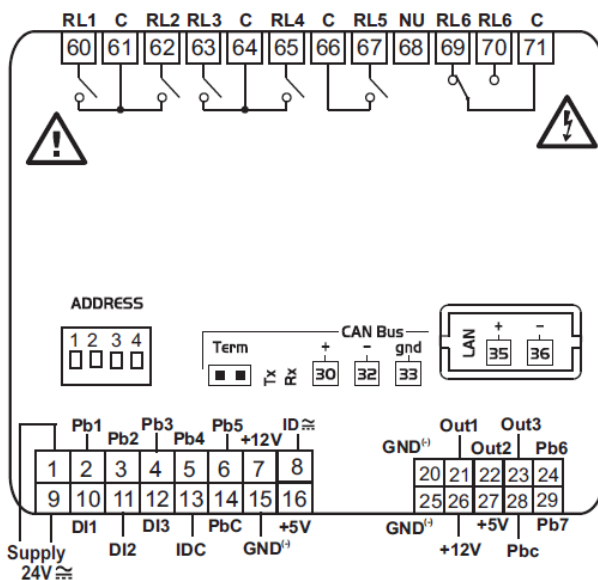 RL1 C RL2 RL3 C RL4 C RL5 NU RL6 RL6 C
60 61 62 63 64 65 66 67 68 69 70 71
ADDRESS
1 2 3 4
CAN Bus
Term + - gnd
Tx Rx 30 32 33
LAN + -
35 36
Pb1 Pb2 Pb3 Pb4 Pb5 +12V ID≂
1 2 3 4 5 6 7 8
9 10 11 12 13 14 15 16
DI1 DI2 DI3 IDC PbC GND(-) +5V
Supply
24V ≂
GND(-) Out1 Out2 Out3 Pb6
20 21 22 23 24
25 26 27 28 29
GND(-) +12V +5V Pbc Pb7